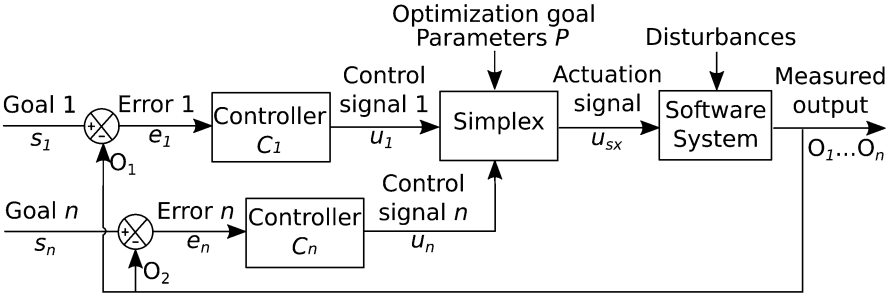 Optimization goal
Parameters P
Disturbances
Goal 1
s1
+
-
Error 1
e1
Controller
C1
Control
signal 1
u1
Simplex
Actuation
signal
usx
Software
System
Measured
output
O1...On
O1
Goal n
sn
+
-
Error n
en
Controller
Cn
Control
signal n
un
O2